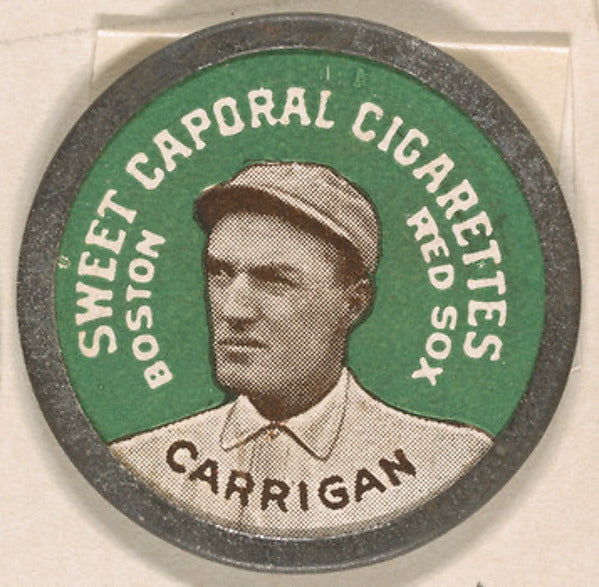 SWEET CAPORAL CIGARETTES
BOSTON
RED SOX
CARRIGAN